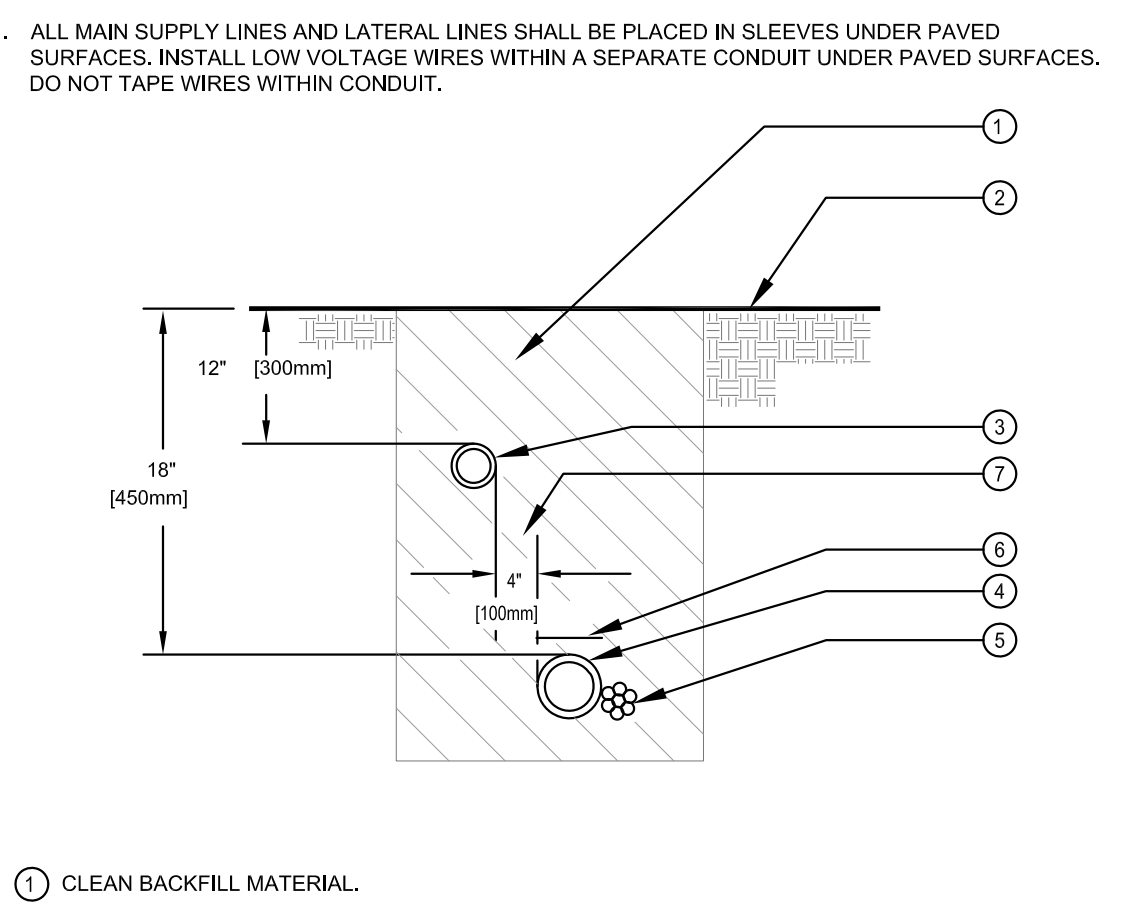 . ALL MAIN SUPPLY LINES AND LATERAL LINES SHALL BE PLACED IN SLEEVES UNDER PAVED
SURFACES. INSTALL LOW VOLTAGE WIRES WITHIN A SEPARATE CONDUIT UNDER PAVED SURFACES.
DO NOT TAPE WIRES WITHIN CONDUIT.
1
2
12" [300mm]
3
18"
7
[450mm]
6
4"
4
[100mm]
5
1 CLEAN BACKFILL MATERIAL.